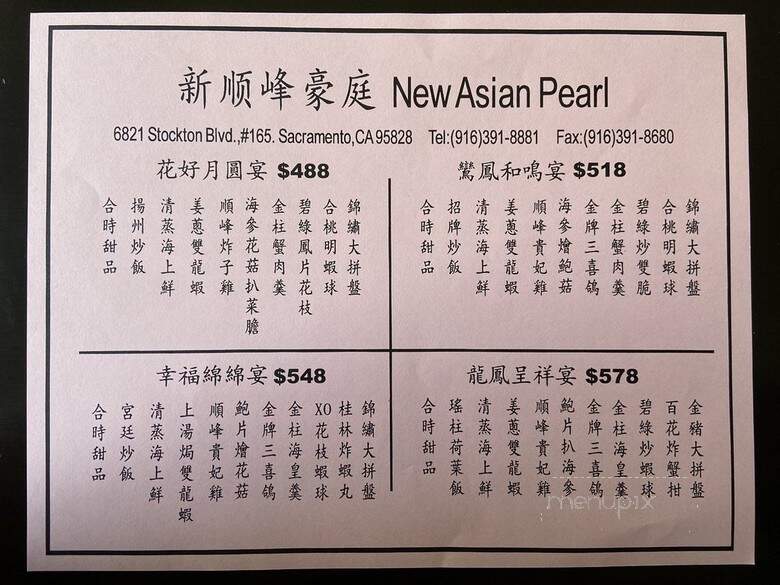 新顺峰豪庭 New Asian Pearl
6821 Stockton Blvd.,#165. Sacramento,CA 95828 Tel:(916)391-8881 Fax:(916)391-8680
花好月圓宴 $488
錦繡大拼盤
合桃明蝦球
碧綠鳳片花枝
金柱蟹肉羹
海參花菇扒菜膽
順峰炸子雞
姜蔥雙龍蝦
清蒸海上鮮
揚州炒飯
合時甜品
鸞鳳和鳴宴 $518
錦繡大拼盤
合桃明蝦球
碧綠炒雙脆
金柱蟹肉羹
金牌三喜鴿
海參燴鮑菇
順峰貴妃雞
姜蔥雙龍蝦
清蒸海上鮮
招牌炒飯
合時甜品
幸福綿綿宴 $548
錦繡大拼盤
桂林炸蝦丸
XO花枝蝦球
金柱海皇羹
金牌三喜鴿
鮑片燴花菇
順峰貴妃雞
上湯焗雙龍蝦
清蒸海上鮮
宮廷炒飯
合時甜品
龍鳳呈祥宴 $578
金豬大拼盤
百花炸蟹拑
碧綠炒蝦球
金柱海皇羹
金牌三喜鴿
鮑片扒海參
順峰貴妃雞
姜蔥雙龍蝦
清蒸海上鮮
瑤柱荷葉飯
合時甜品
menupix